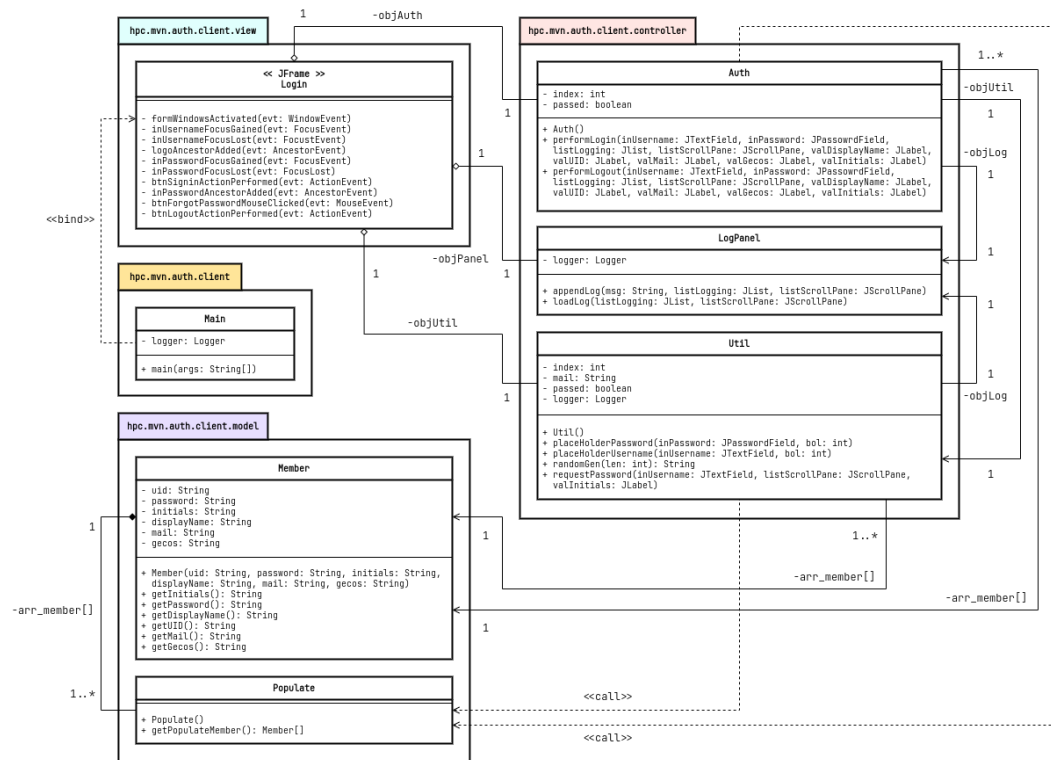 hpc.mvn.auth.client.view
<< JFrame >>
Login
- formWindowsActivated(evt: WindowEvent)
- inUsernameFocusGained(evt: FocusEvent)
- inUsernameFocusLost(evt: FocustEvent)
- logoAncestorAdded(evt: AncestorEvent)
- inPasswordFocusGained(evt: FocusEvent)
- inPasswordFocusLost(evt: FocusLost)
- btnSigninActionPerformed(evt: ActionEvent)
- inPasswordAncestorAdded(evt: AncestorEvent)
- btnForgotPasswordMouseClicked(evt: MouseEvent)
- btnLogoutActionPerformed(evt: ActionEvent)
1
-objAuth
1
1
-objPanel
1
1
-objUtil
1
<<bind>>
hpc.mvn.auth.client
Main
- logger: Logger
+ main(args: String[])
hpc.mvn.auth.client.controller
Auth
- index: int
- passed: boolean
+ Auth()
+ performLogin(inUsername: JTextField, inPassword: JPassowrdField,
listLogging: Jlist, listScrollPane: JScrollPane, valDisplayName: JLabel,
valUID: JLabel, valMail: JLabel, valGecos: JLabel, valInitials: JLabel)
+ performLogout(inUsername: JTextField, inPassword: JPassowrdField,
listLogging: Jlist, listScrollPane: JScrollPane, valDisplayName: JLabel,
valUID: JLabel, valMail: JLabel, valGecos: JLabel, valInitials: JLabel)
LogPanel
- logger: Logger
+ appendLog(msg: String, listLogging: JList, listScrollPane: JScrollPane)
+ loadLog(listLogging: JList, listScrollPane: JScrollPane)
Util
- index: int
- mail: String
- passed: boolean
- logger: Logger
+ Util()
+ placeHolderPassword(inPassword: JPasswordField, bol: int)
+ placeHolderUsername(inUsername: JTextField, bol: int)
+ randomGen(len: int): String
+ requestPassword(inUsername: JTextField, listScrollPane: JScrollPane,
valInitials: JLabel)
1..*
-objUtil
1
-objLog
1
1
1
1
-objLog
1
1..*
-arr_member[]
-arr_member[]
hpc.mvn.auth.client.model
Member
- uid: String
- password: String
- initials: String
- displayName: String
- mail: String
- gecos: String
+ Member(uid: String, password: String, initials: String,
displayName: String, mail: String, gecos: String)
+ getInitials(): String
+ getPassword(): String
+ getDisplayName(): String
+ getUID(): String
+ getMail(): String
+ getGecos(): String
1
1
1
-arr_member[]
1..*
Populate
+ Populate()
+ getPopulateMember(): Member[]
<<call>>
<<call>>